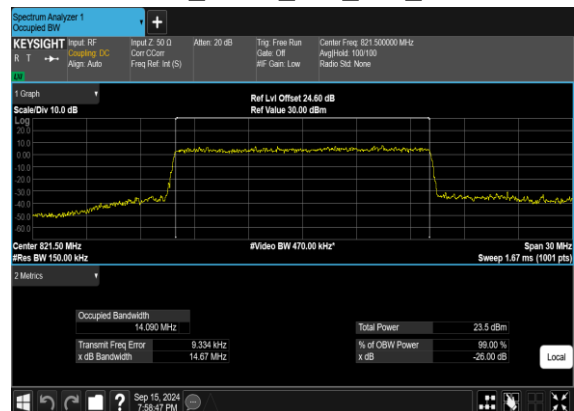 Spectrum Analyzer 1
Occupied BW
+
KEYSIGHT Input: RF Input Z: 50 Ω Atten: 20 dB Trig: Free Run Center Freq: 821.500000 MHz
R T Coupling: DC Corr CCorr Gate: Off Avg|Hold: 100/100
Align: Auto Freq Ref: Int (S) #IF Gain: Low Radio Std: None
1 Graph
Ref Lvl Offset 24.60 dB
Scale/Div 10.0 dB Ref Value 30.00 dBm
Log
20.0
10.0
0.00
-10.0
-20.0
-30.0
-40.0
-50.0
-60.0
Center 821.50 MHz #Video BW 470.00 kHz* Span 30 MHz
#Res BW 150.00 kHz Sweep 1.67 ms (1001 pts)
2 Metrics
Occupied Bandwidth
14.090 MHz Total Power 23.5 dBm
Transmit Freq Error 9.334 kHz % of OBW Power 99.00 %
x dB Bandwidth 14.67 MHz x dB -26.00 dB
Local
? Sep 15, 2024
7:58:47 PM